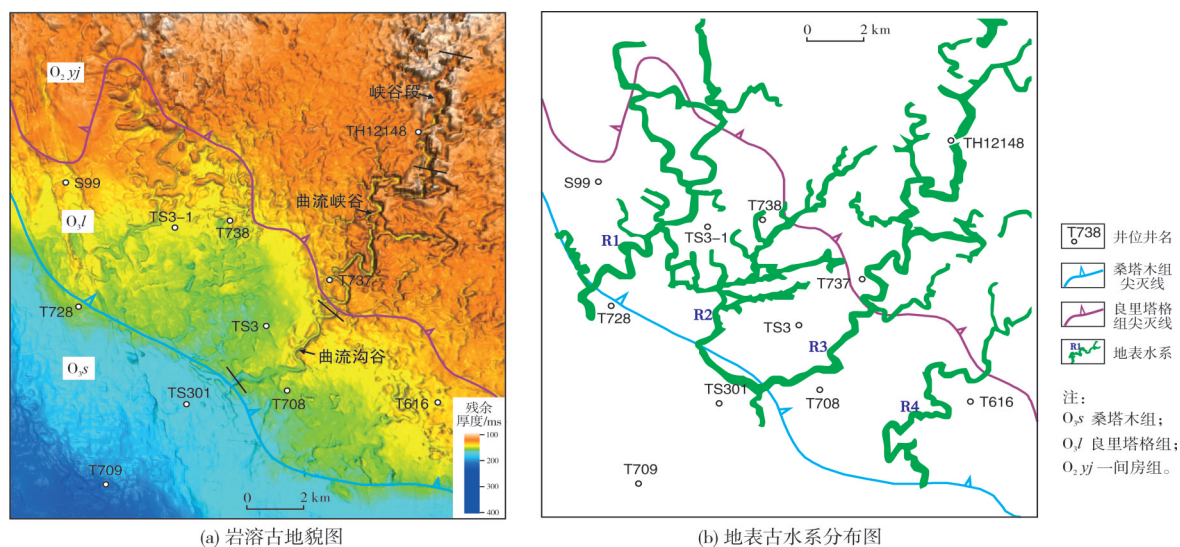 O₂yj
峡谷段
TH12148
S99
曲流峡谷
O₃l
TS3-1
T738
T737
T728
TS3
曲流沟谷
O₃s
TS301
T708
T616
T709
0 2 km
残余
厚度/ms
100
200
300
400
(a) 岩溶古地貌图
0 2 km
TH12148
S99
T738
R1
TS3-1
T737
T728
R2
TS3
R3
TS301
T708
R4
T616
T709
(b) 地表古水系分布图
T738
井位井名
桑塔木组
尖灭线
良里塔格
组尖灭线
R1
地表水系
注:
O₃s 桑塔木组;
O₃l 良里塔格组;
O₂yj 一间房组。